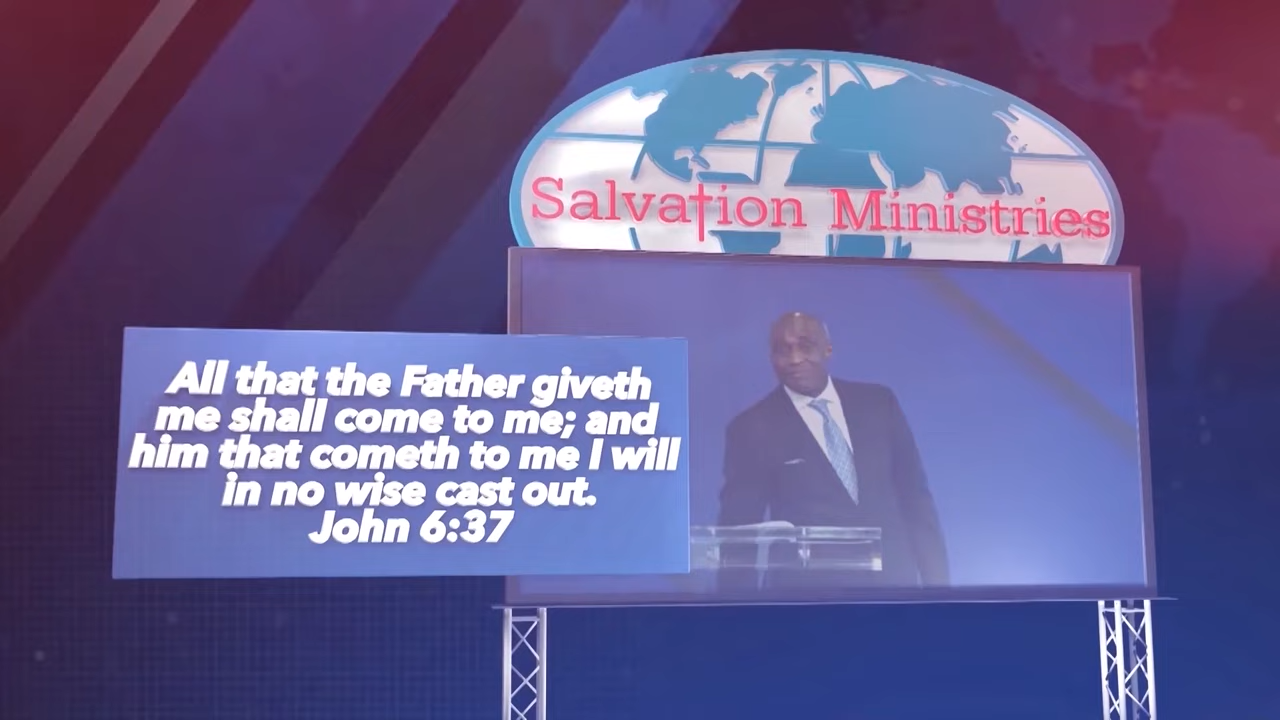 Salvation Ministries
All that the Father giveth
me shall come to me; and
him that cometh to me I will
in no wise cast out.
John 6:37